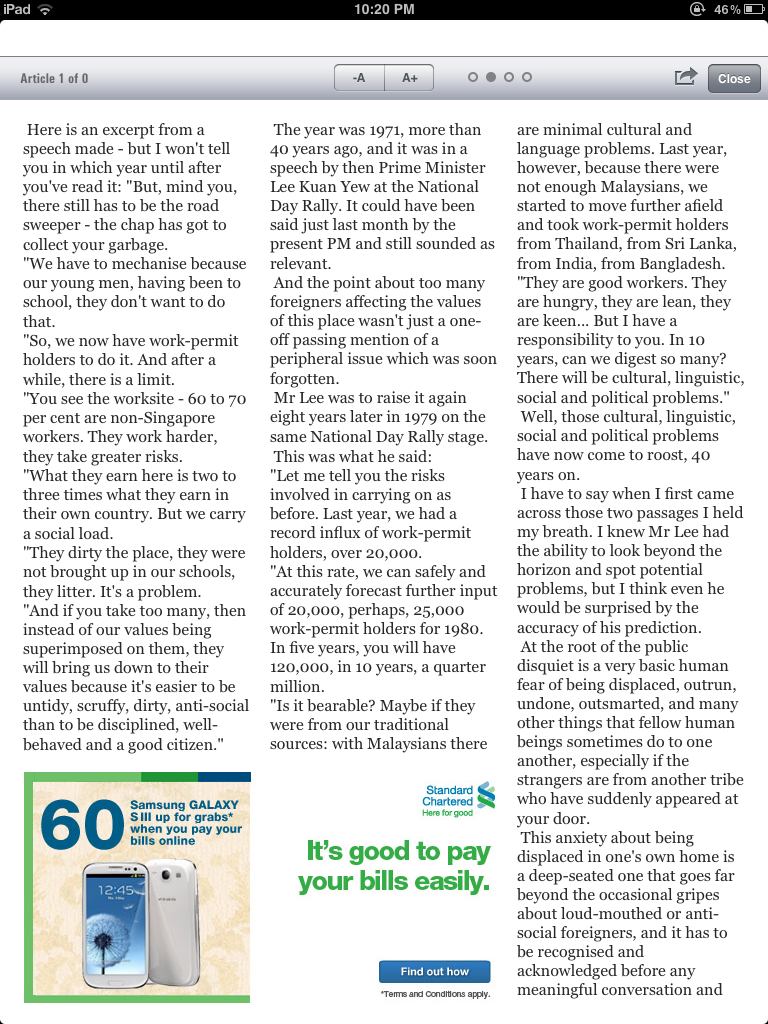 iPad
10:20 PM
46%
Article 1 of 0
-A
A+
Close
Here is an excerpt from a
speech made - but I won't tell
you in which year until after
you've read it: "But, mind you,
there still has to be the road
sweeper - the chap has got to
collect your garbage.
"We have to mechanise because
our young men, having been to
school, they don't want to do
that.
"So, we now have work-permit
holders to do it. And after a
while, there is a limit.
"You see the worksite - 60 to 70
per cent are non-Singapore
workers. They work harder,
they take greater risks.
"What they earn here is two to
three times what they earn in
their own country. But we carry
a social load.
"They dirty the place, they were
not brought up in our schools,
they litter. It's a problem.
"And if you take too many, then
instead of our values being
superimposed on them, they
will bring us down to their
values because it's easier to be
untidy, scruffy, dirty, anti-social
than to be disciplined, well-
behaved and a good citizen."
The year was 1971, more than
40 years ago, and it was in a
speech by then Prime Minister
Lee Kuan Yew at the National
Day Rally. It could have been
said just last month by the
present PM and still sounded as
relevant.
And the point about too many
foreigners affecting the values
of this place wasn't just a one-
off passing mention of a
peripheral issue which was soon
forgotten.
Mr Lee was to raise it again
eight years later in 1979 on the
same National Day Rally stage.
This was what he said:
"Let me tell you the risks
involved in carrying on as
before. Last year, we had a
record influx of work-permit
holders, over 20,000.
"At this rate, we can safely and
accurately forecast further input
of 20,000, perhaps, 25,000
work-permit holders for 1980.
In five years, you will have
120,000, in 10 years, a quarter
million.
"Is it bearable? Maybe if they
were from our traditional
sources: with Malaysians there
are minimal cultural and
language problems. Last year,
however, because there were
not enough Malaysians, we
started to move further afield
and took work-permit holders
from Thailand, from Sri Lanka,
from India, from Bangladesh.
"They are good workers. They
are hungry, they are lean, they
are keen... But I have a
responsibility to you. In 10
years, can we digest so many?
There will be cultural, linguistic,
social and political problems."
Well, those cultural, linguistic,
social and political problems
have now come to roost, 40
years on.
I have to say when I first came
across those two passages I held
my breath. I knew Mr Lee had
the ability to look beyond the
horizon and spot potential
problems, but I think even he
would be surprised by the
accuracy of his prediction.
At the root of the public
disquiet is a very basic human
fear of being displaced, outrun,
undone, outsmarted, and many
other things that fellow human
beings sometimes do to one
another, especially if the
strangers are from another tribe
who have suddenly appeared at
your door.
This anxiety about being
displaced in one's own home is
a deep-seated one that goes far
beyond the occasional gripes
about loud-mouthed or anti-
social foreigners, and it has to
be recognised and
acknowledged before any
meaningful conversation and
60
Samsung GALAXY
S III up for grabs*
when you pay your
bills online
12:45
Standard
Chartered
Here for good
It's good to pay
your bills easily.
Find out how
*Terms and Conditions apply.